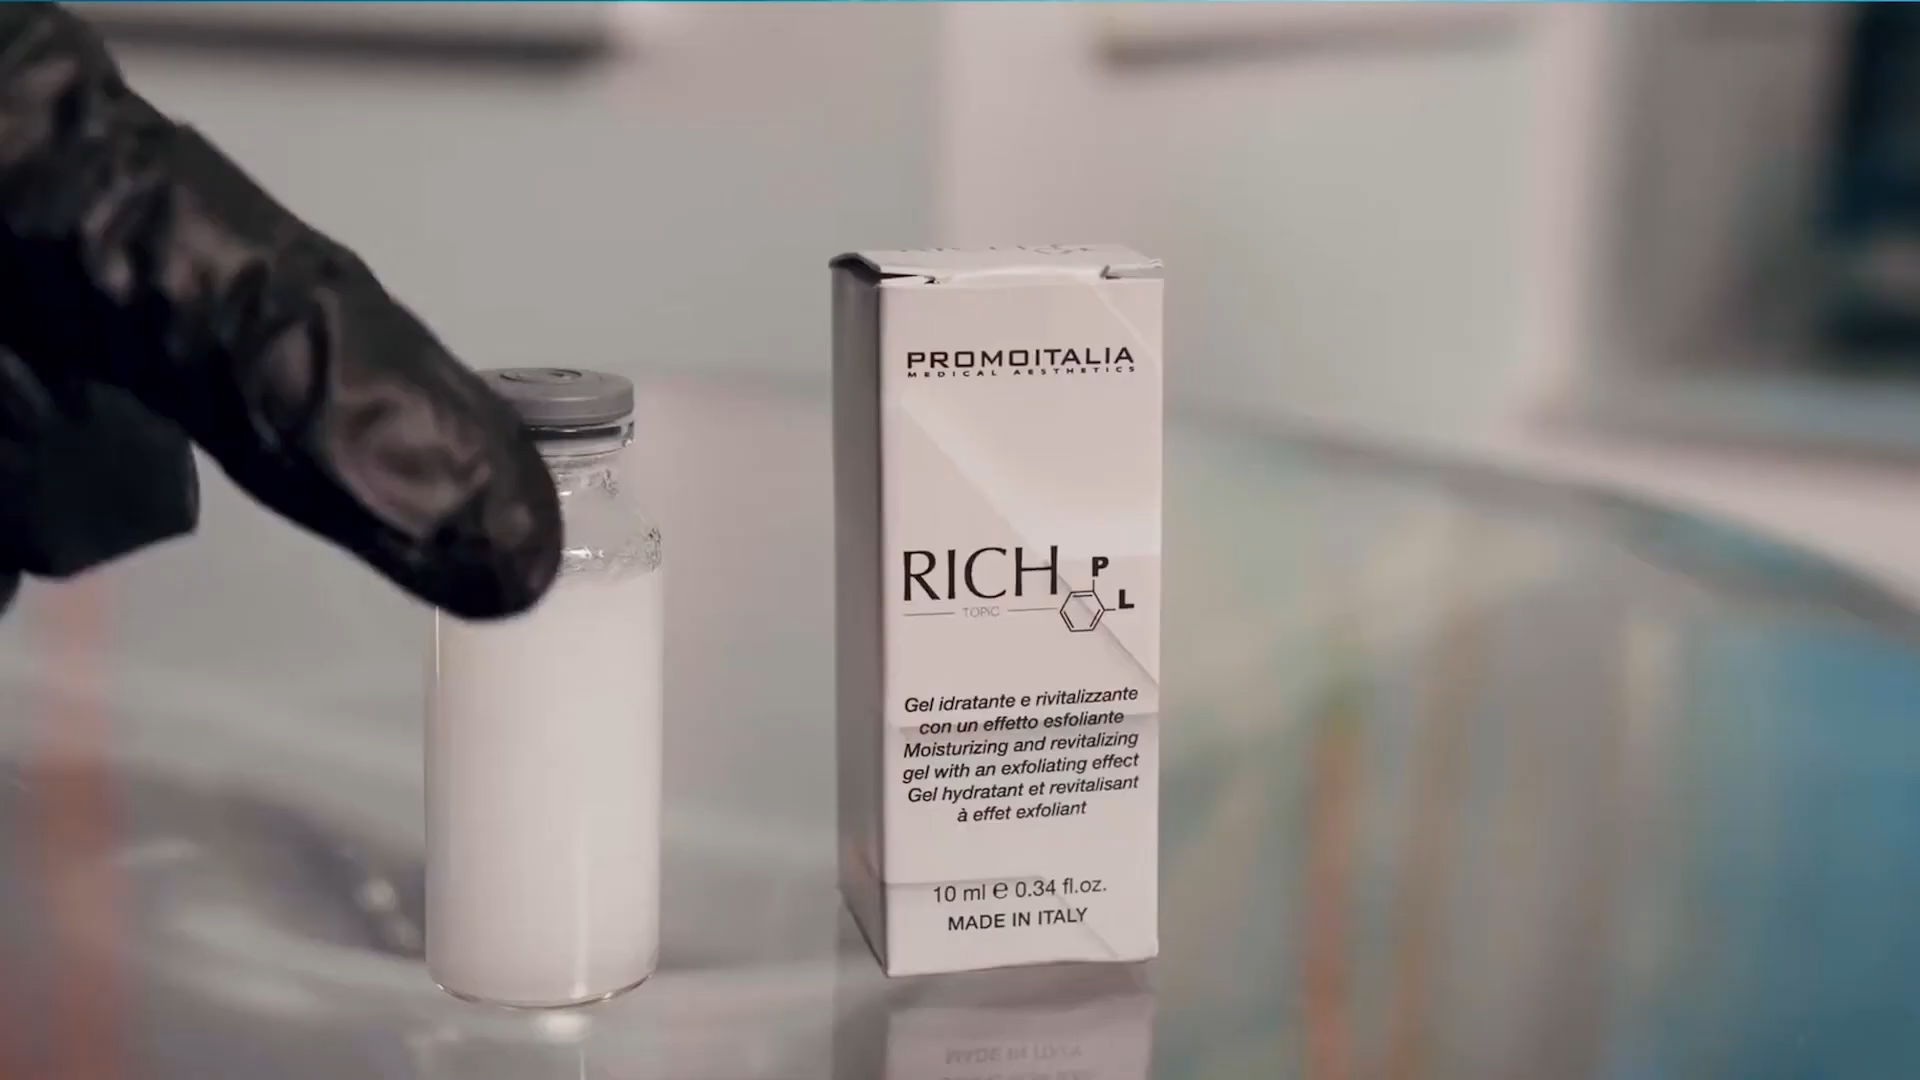 PROMOITALIA
MEDICAL AESTHETICS
RICH P L
TOPIC
Gel idratante e rivitalizzante
con un effetto esfoliante
Moisturizing and revitalizing
gel with an exfoliating effect
Gel hydratant et revitalisant
à effet exfoliant
10 ml ℮ 0.34 fl.oz.
MADE IN ITALY